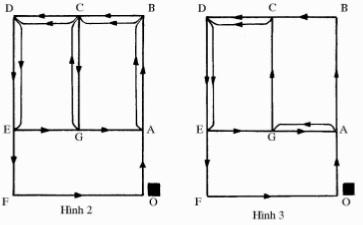 D C B D C B
E G A E G A
F O F O
Hình 2 Hình 3